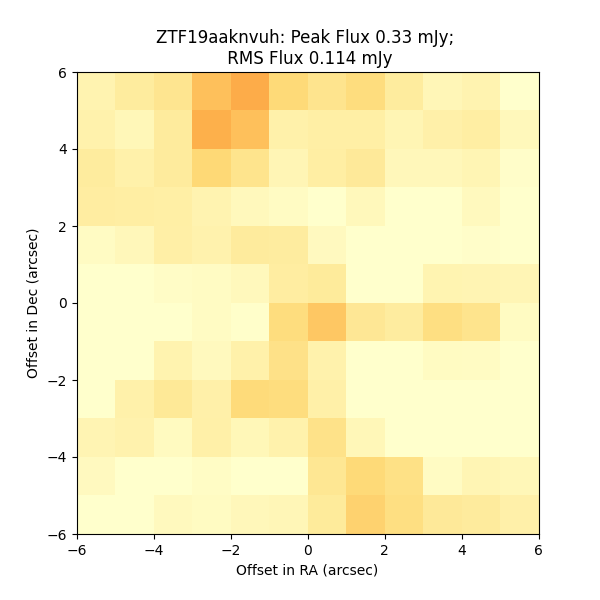 ZTF19aaknvuh: Peak Flux 0.33 mJy;
RMS Flux 0.114 mJy
6
4
2
0
−2
−4
−6
Offset in Dec (arcsec)
−6 −4 −2 0 2 4 6
Offset in RA (arcsec)